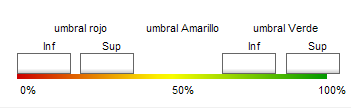 umbral rojo umbral Amarillo umbral Verde
Inf Sup Inf Sup
0% 50% 100%